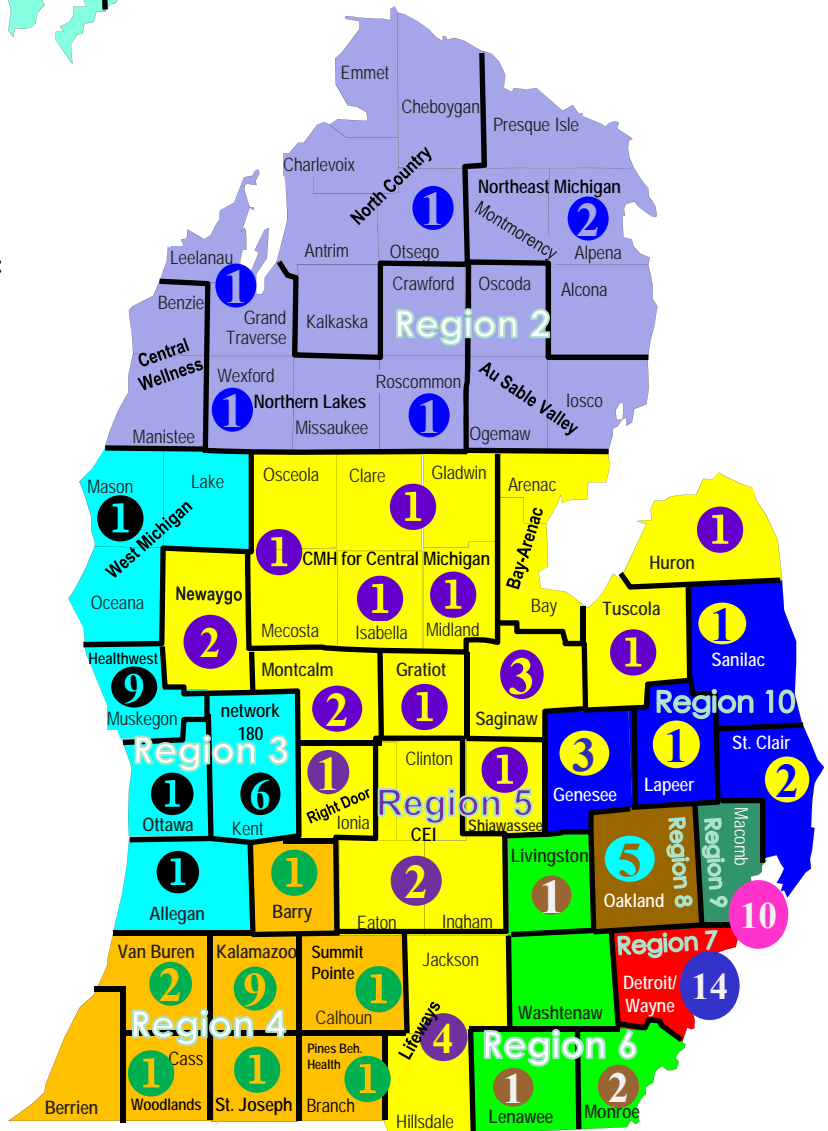 Emmet
Cheboygan
Presque Isle
Charlevoix
North Country
1
Northeast Michigan
Montmorency
2
Leelanau
Antrim
Otsego
Alpena
:
1
Benzie
Grand
Traverse
Kalkaska
Crawford
Oscoda
Alcona
Region 2
Central
Wellness
Wexford
1
Northern Lakes
Missaukee
Roscommon
1
Au Sable Valley
Iosco
Manistee
Ogemaw
Mason
1
Lake
West Michigan
Oceana
Osceola
Clare
Gladwin
1
Arenac
1
CMH for Central Michigan
Bay-Arenac
Huron
1
Newaygo
2
Mecosta
1
Isabella
1
Midland
Bay
Tuscola
1
1
Sanilac
Healthwest
9
Muskegon
Montcalm
2
Gratiot
1
3
Saginaw
Region 10
network
180
Region 3
1
Ottawa
6
Kent
1
Right Door
Ionia
Clinton
Region 5
CEI
1
Shiawassee
3
Genesee
1
Lapeer
St. Clair
2
1
Allegan
1
Barry
2
Eaton
Ingham
Livingston
1
5
Oakland
Region 8
Region 9
Macomb
10
Van Buren
2
Kalamazoo
9
Summit
Pointe
1
Calhoun
Jackson
Washtenaw
Region 7
Detroit/
Wayne
14
Region 4
Lifeways
4
Region 6
Berrien
1
Cass
Woodlands
1
St. Joseph
Pines Beh.
Health
1
Branch
Hillsdale
1
Lenawee
2
Monroe